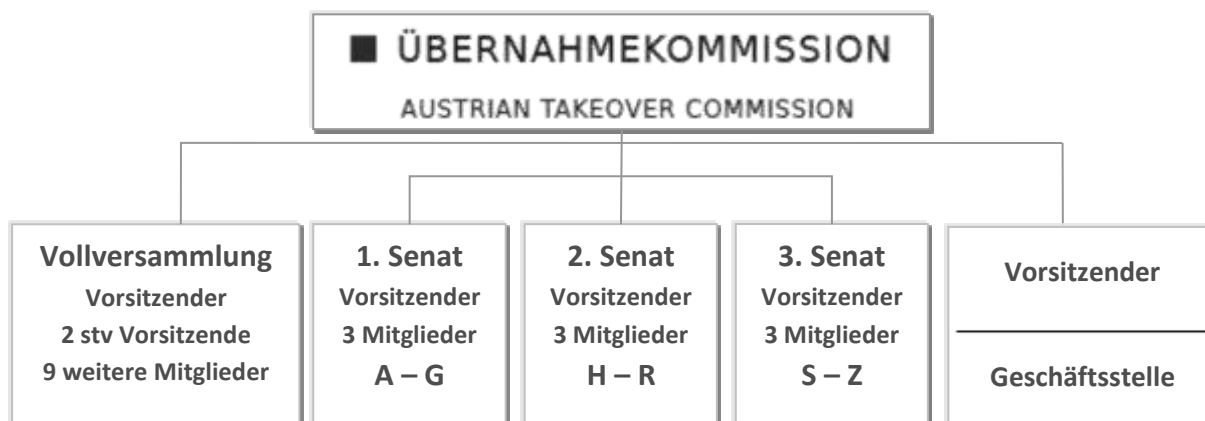 ■ ÜBERNAHMEKOMMISSION
AUSTRIAN TAKEOVER COMMISSION
Vollversammlung
Vorsitzender
2 stv Vorsitzende
9 weitere Mitglieder
1. Senat
Vorsitzender
3 Mitglieder
A – G
2. Senat
Vorsitzender
3 Mitglieder
H – R
3. Senat
Vorsitzender
3 Mitglieder
S – Z
Vorsitzender
Geschäftsstelle